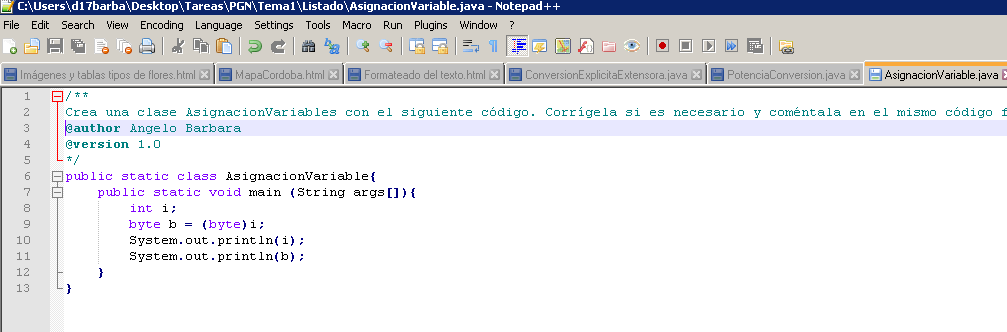 C:\Users\d17barba\Desktop\Tareas\PGN\Tema1\Listado\AsignacionVariable.java - Notepad++
File Edit Search View Encoding Language Settings Tools Macro Run Plugins Window ?
Imágenes y tablas tipos de flores.html MapaCordoba.html Formateado del texto.html ConversionExplicitaExtensora.java PotenciaConversion.java AsignacionVariable.java
1 /**
2 Crea una clase AsignacionVariables con el siguiente código. Corrígela si es necesario y coméntala en el mismo código f
3 @author Angelo Barbara
4 @version 1.0
5 */
6 public static class AsignacionVariable{
7 public static void main (String args[]){
8 int i;
9 byte b = (byte)i;
10 System.out.println(i);
11 System.out.println(b);
12 }
13 }